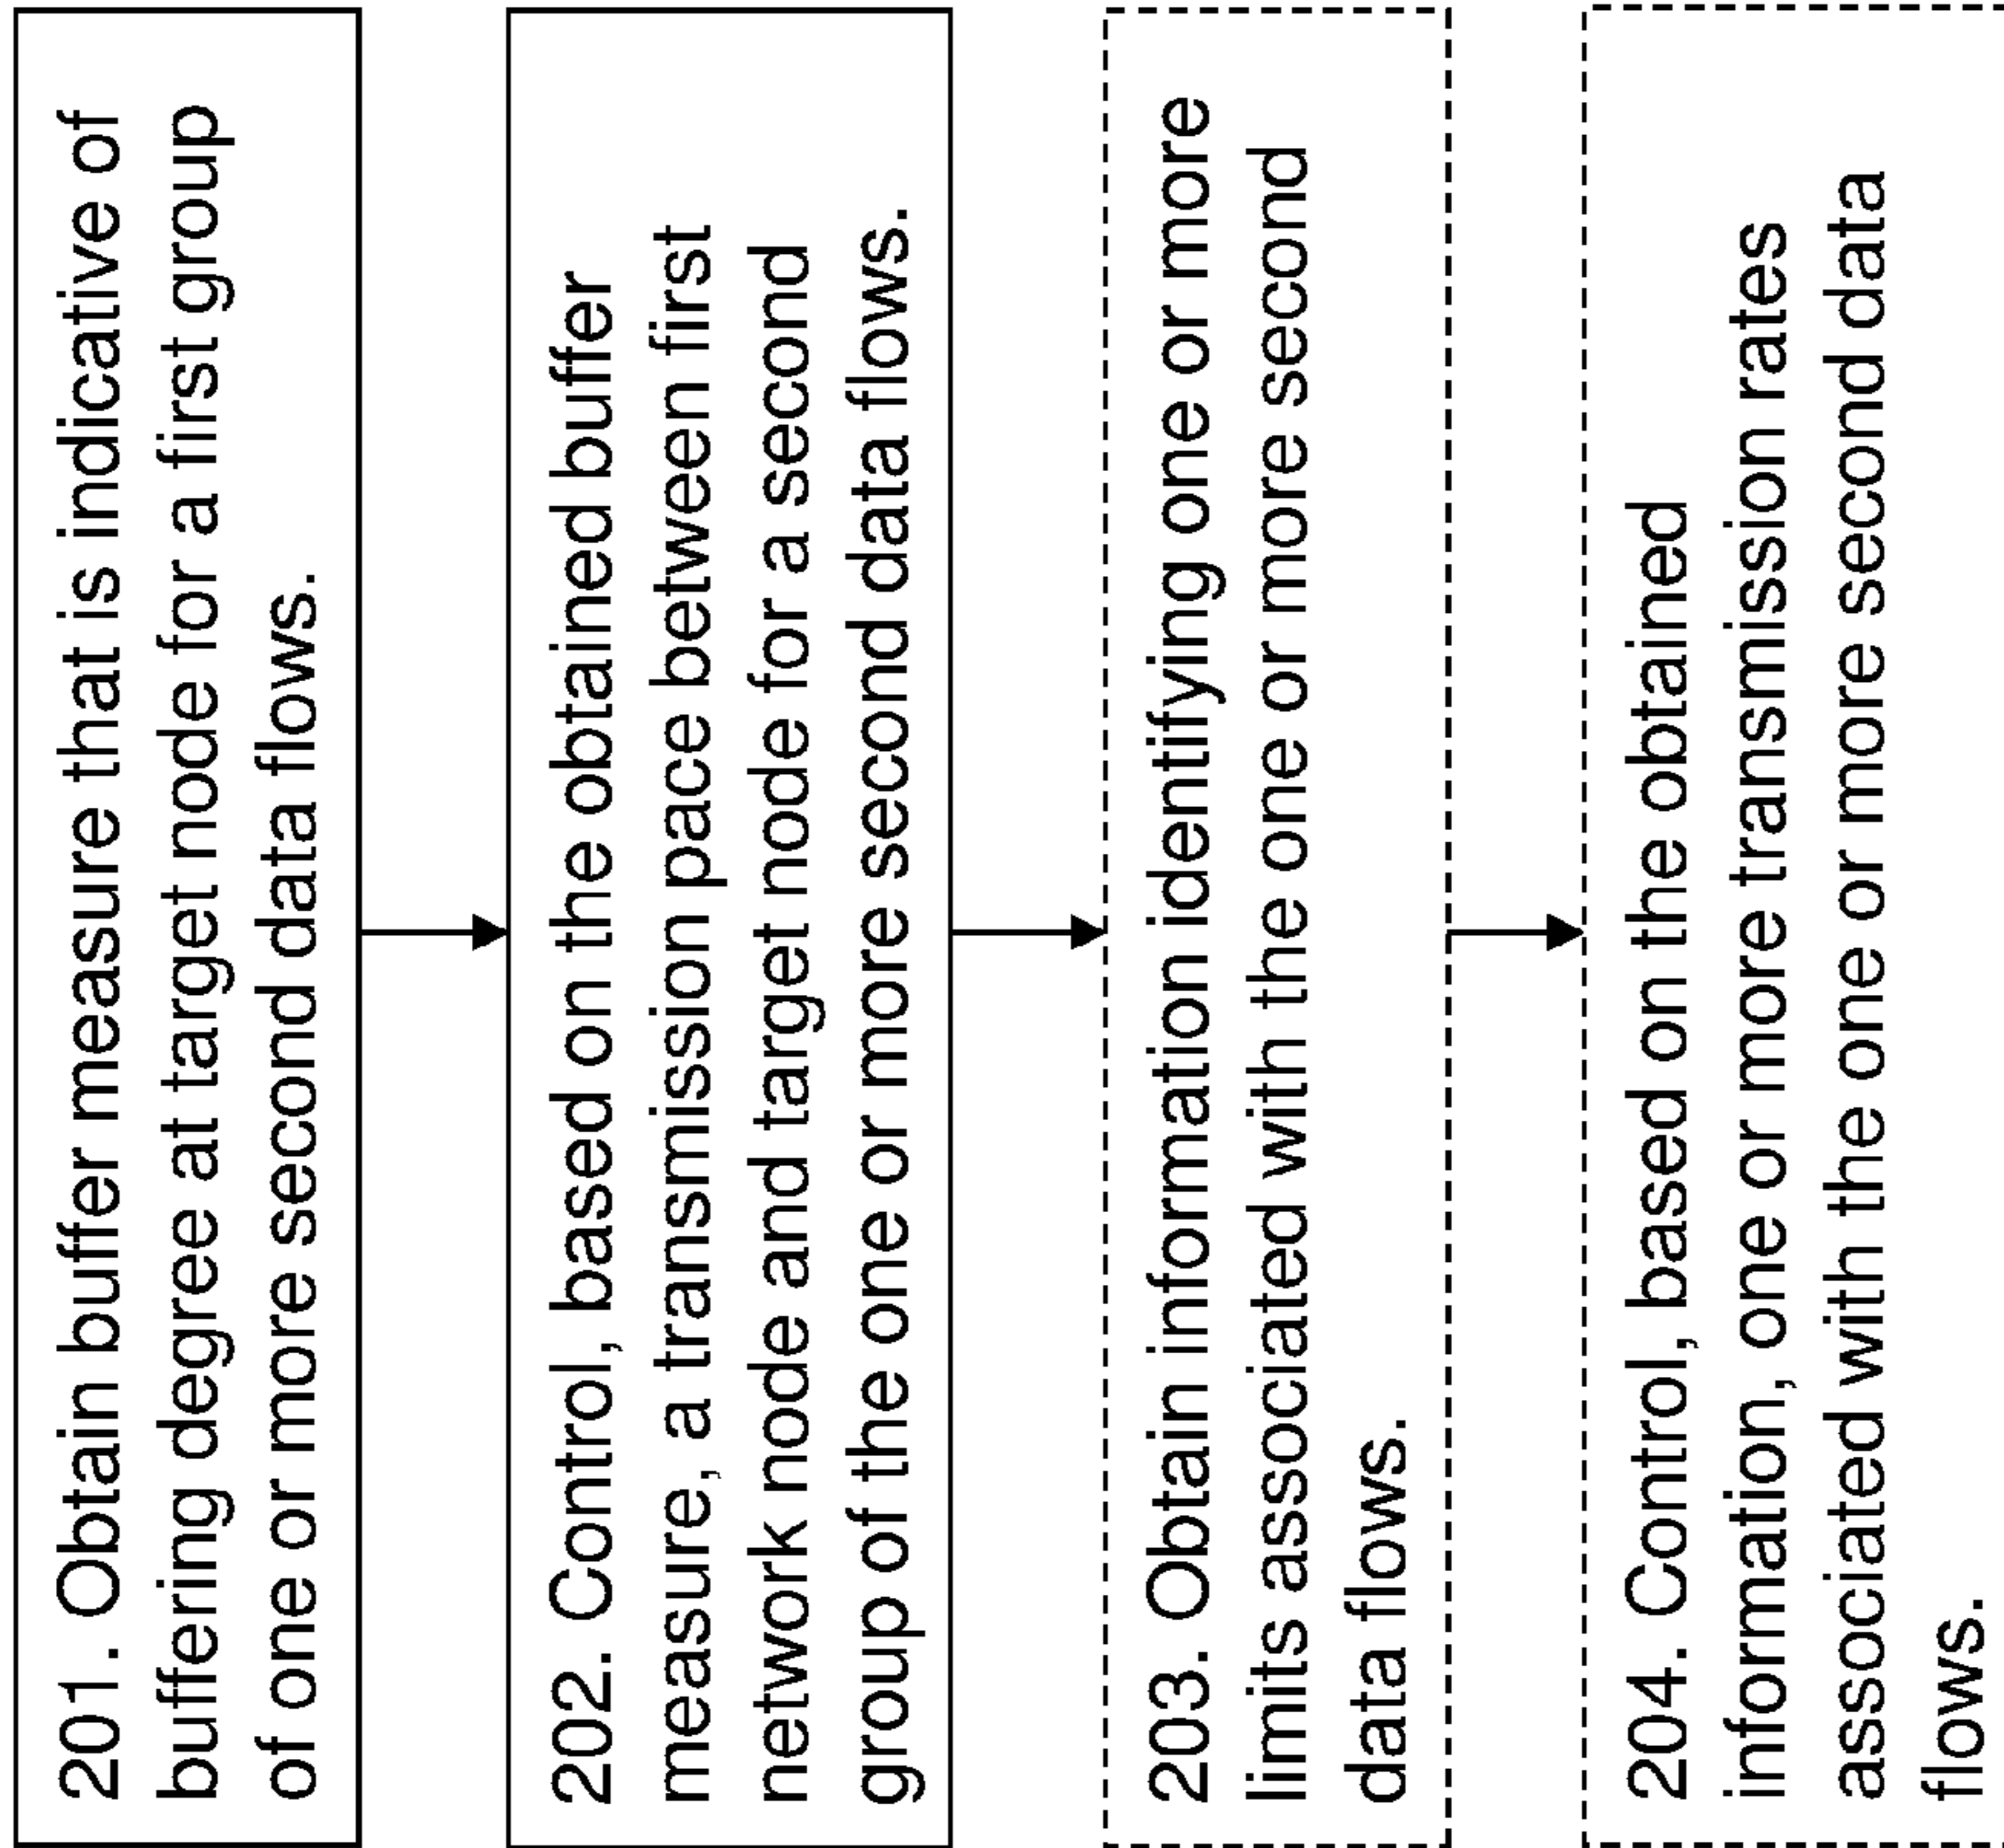 201. Obtain buffer measure that is indicative of
buffering degree at target node for a first group
of one or more second data flows.
202. Control, based on the obtained buffer
measure, a transmission pace between first
network node and target node for a second
group of the one or more second data flows.
203. Obtain information identifying one or more
limits associated with the one or more second
data flows.
204. Control, based on the obtained
information, one or more transmission rates
associated with the one or more second data
flows.